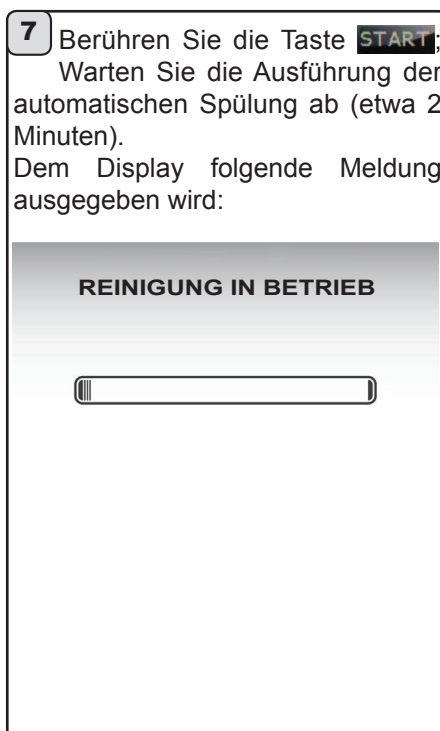 7 Berühren Sie die Taste START;
Warten Sie die Ausführung der
automatischen Spülung ab (etwa 2
Minuten).
Dem Display folgende Meldung
ausgegeben wird:
REINIGUNG IN BETRIEB